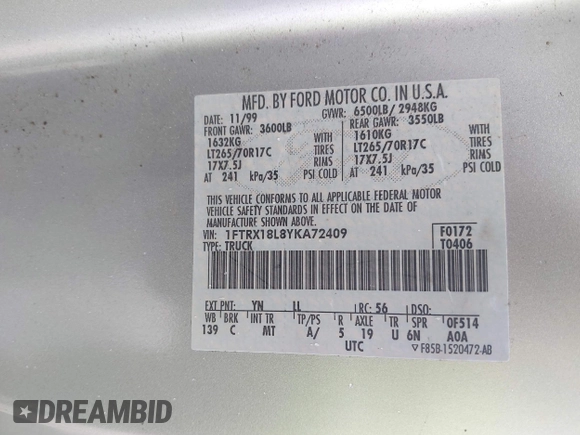 MFD. BY FORD MOTOR CO. IN U.S.A.
DATE: 11/99 GVWR: 6500LB/ 2948KG
FRONT GAWR: 3600LB REAR GAWR: 3550LB
1632KG WITH 1610KG WITH
LT265/70R17C TIRES LT265/70R17C TIRES
17X7.5J RIMS 17X7.5J RIMS
AT 241 kPa/35 PSI COLD AT 241 kPa/35 PSI COLD
THIS VEHICLE CONFORMS TO ALL APPLICABLE FEDERAL MOTOR
VEHICLE SAFETY STANDARDS IN EFFECT ON THE DATE OF
MANUFACTURE SHOWN ABOVE.
VIN: 1FTRX18L8YKA72409 F0172
TYPE: TRUCK T0406
EXT PNT: YN LL RC: 56 DSO:
WB BRK INT TR TP/PS R AXLE TR SPR 0F514
139 C MT A/ 5 19 U 6N A0A
UTC F85B-1520472-AB
DREAMBID